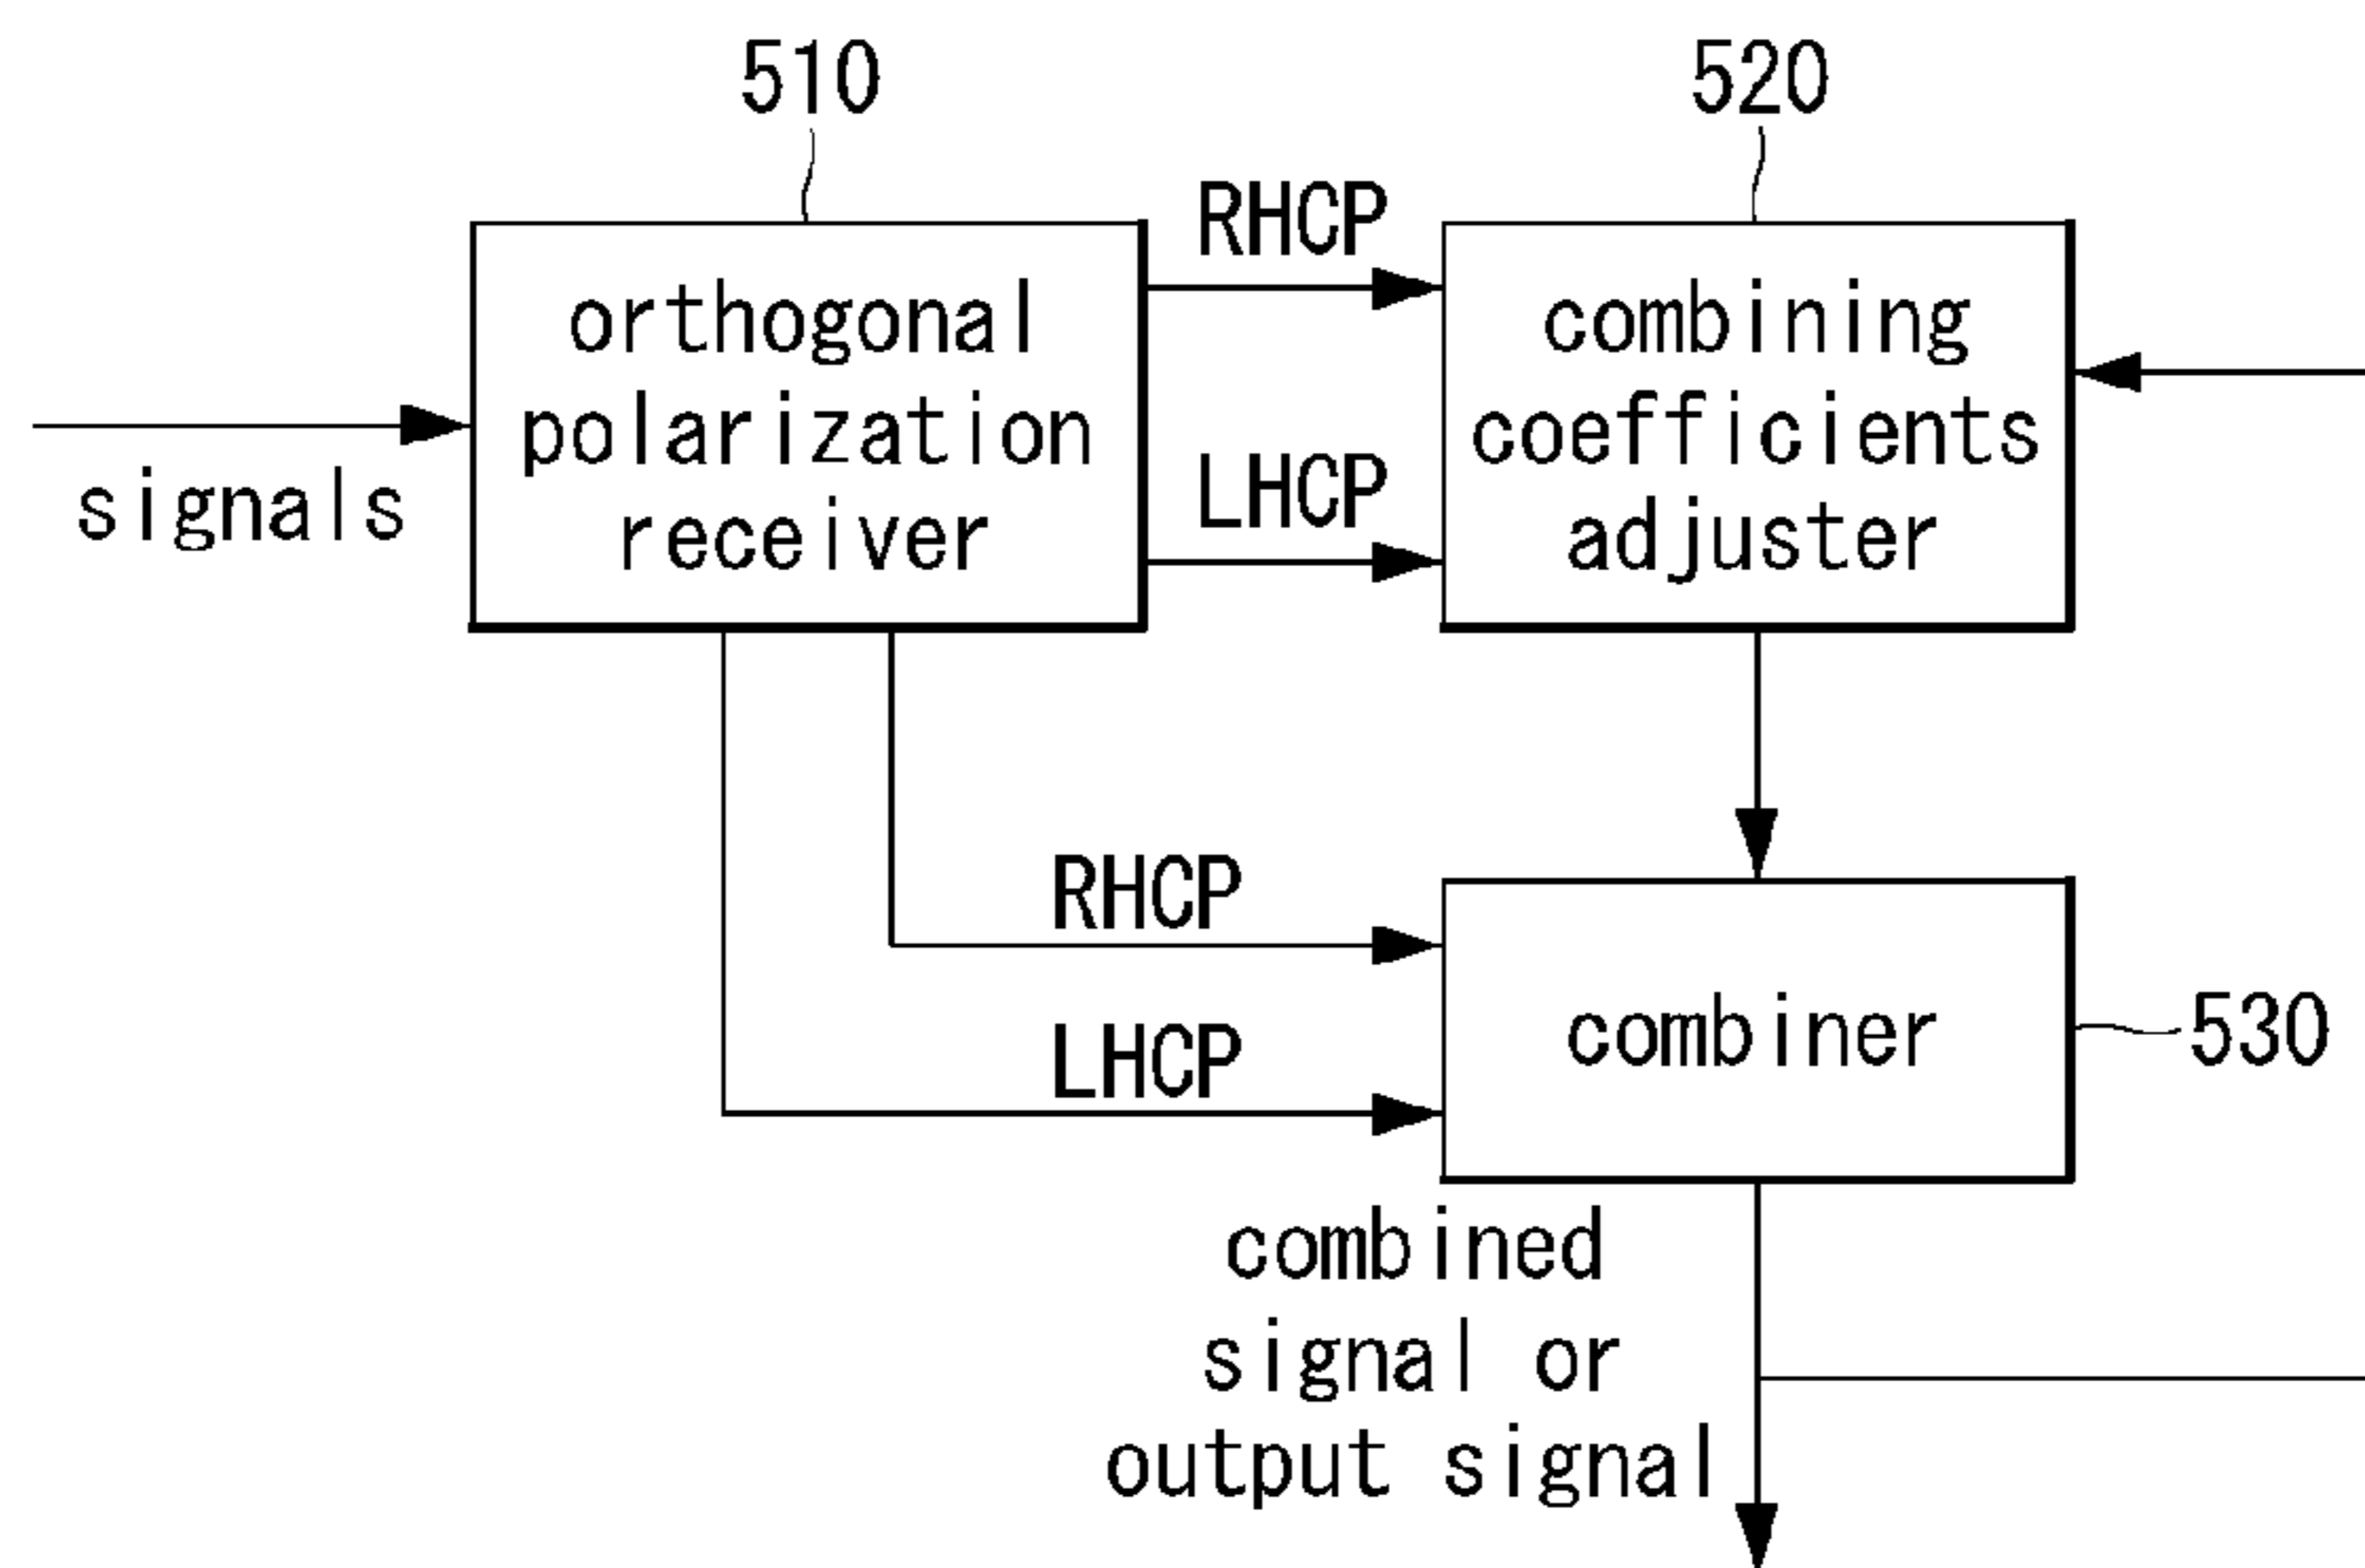 510
520
RHCP
orthogonal
polarization
receiver
combining
coefficients
adjuster
signals
LHCP
RHCP
LHCP
combiner
530
combined
signal or
output signal